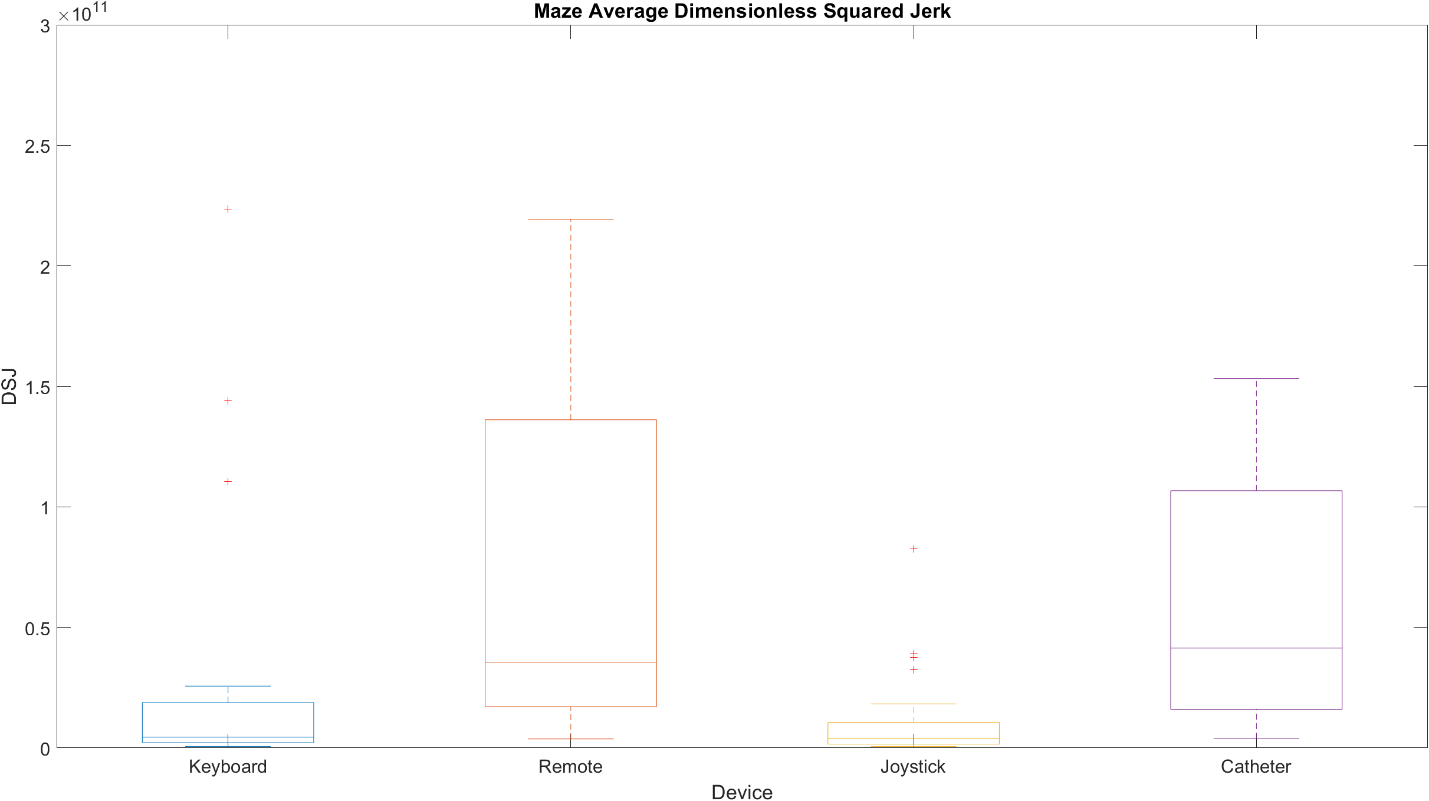 Maze Average Dimensionless Squared Jerk
×10^11
3
2.5
2
1.5
1
0.5
0
DSJ
Keyboard Remote Joystick Catheter
Device